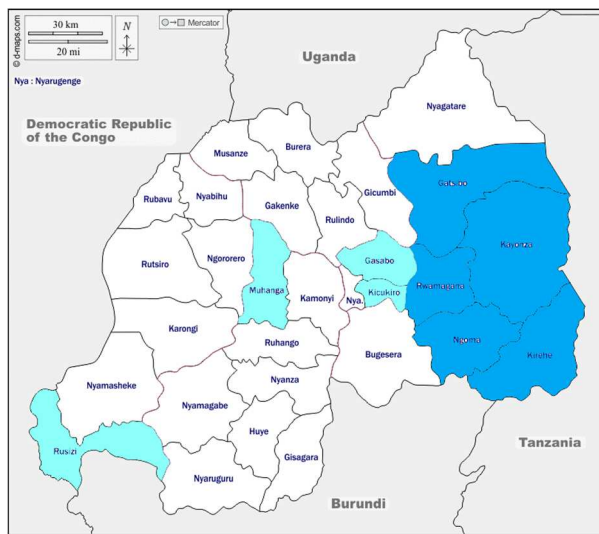 30 km
20 mi
© d-maps.com
N
○→□ Mercator
Nya : Nyarugenge
Uganda
Democratic Republic
of the Congo
Nyagatare
Burera
Musanze
Gatsibo
Gicumbi
Nyabihu
Rubavu
Gakenke
Rulindo
Kayonza
Gasabo
Ngororero
Rutsiro
Muhanga
Rwamagana
Kicukiro
Kamonyi
Nya.
Karongi
Ruhango
Ngoma
Bugesera
Kirehe
Nyanza
Nyamasheke
Nyamagabe
Huye
Tanzania
Rusizi
Gisagara
Nyaruguru
Burundi